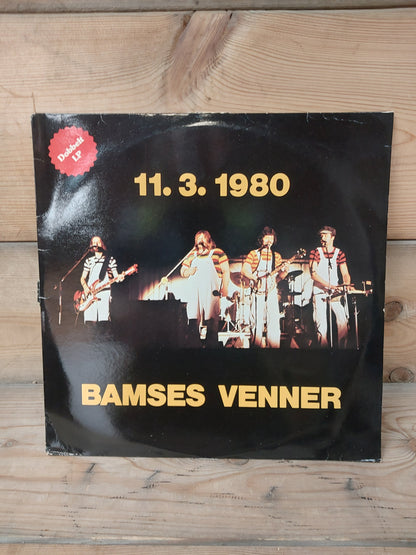 Dobbelt
LP
11. 3. 1980
BAMSES VENNER